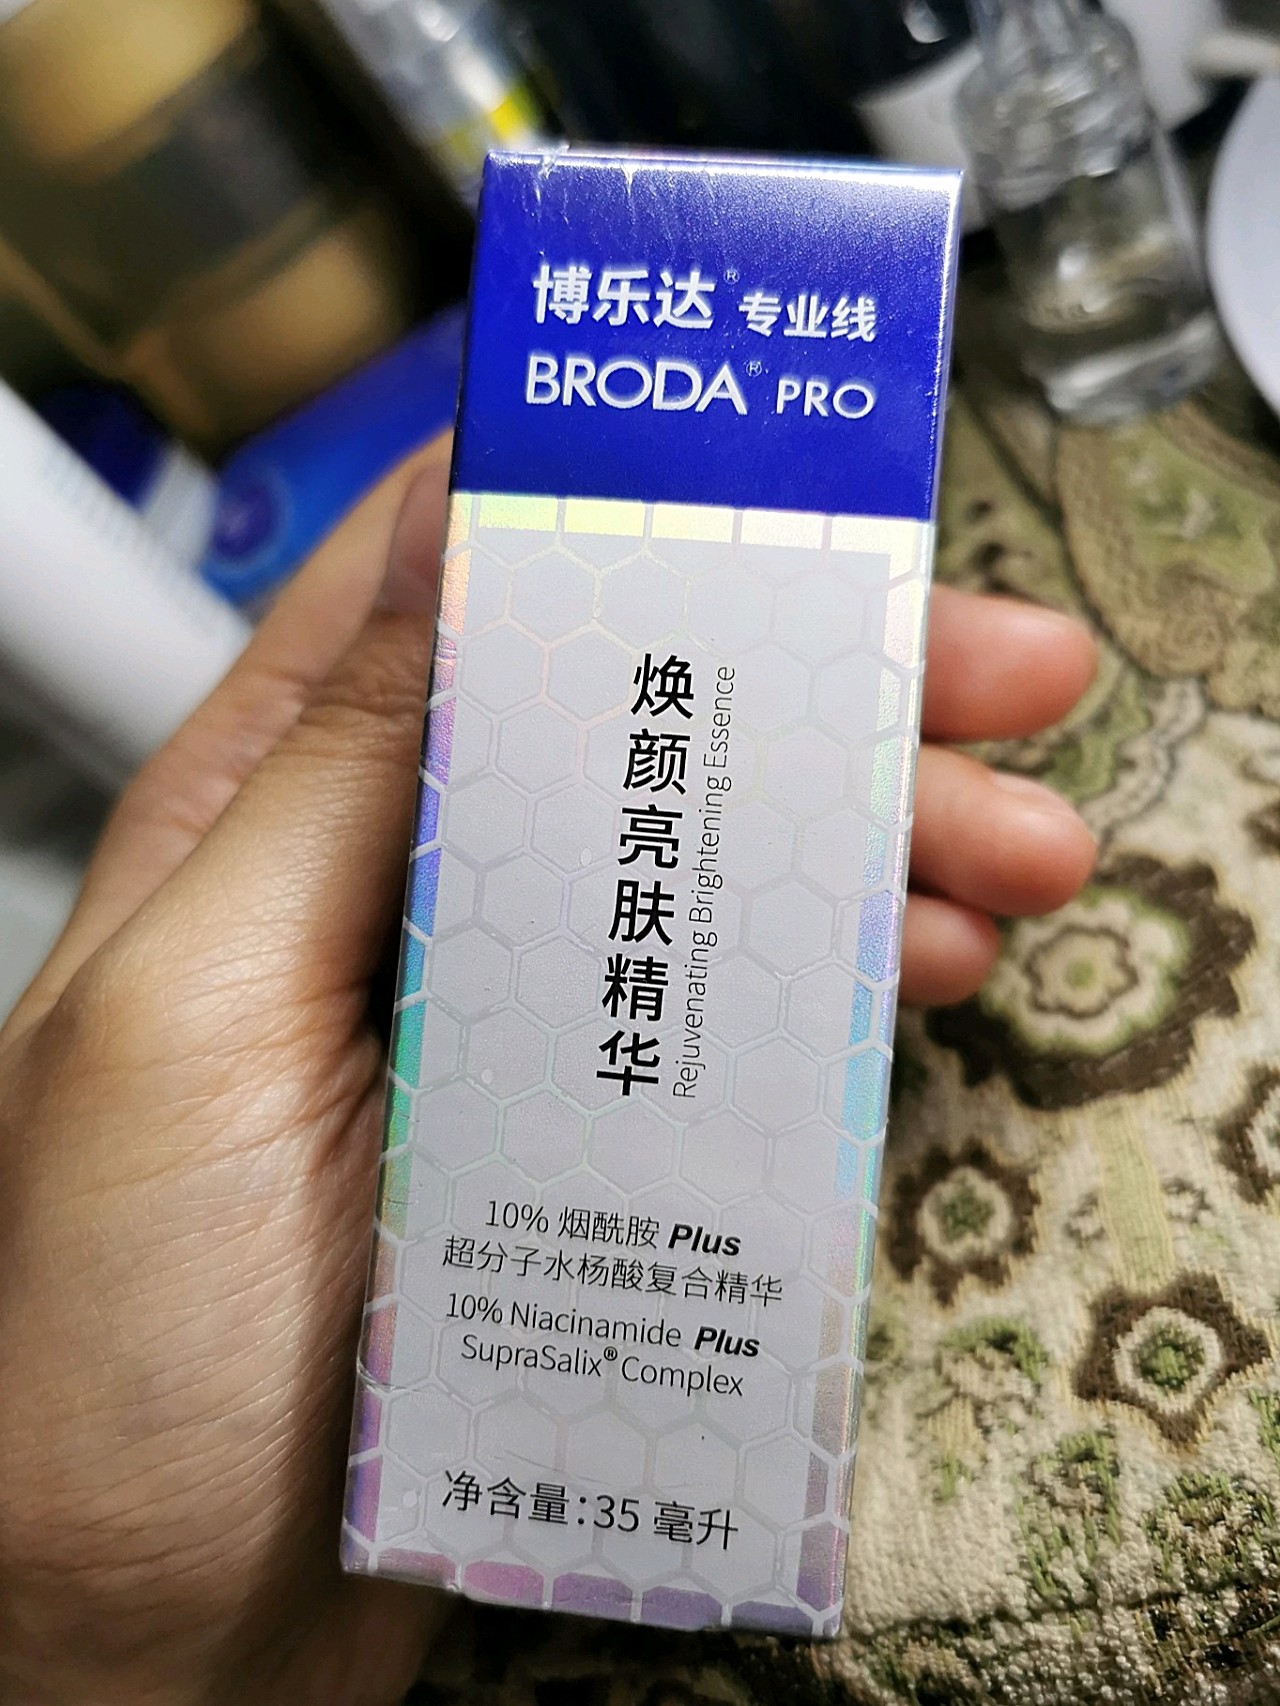 博乐达® 专业线
BRODA® PRO
焕颜亮肤精华
Rejuvenating Brightening Essence
10% 烟酰胺 Plus
超分子水杨酸复合精华
10% Niacinamide Plus
SupraSalix® Complex
净含量:35 毫升